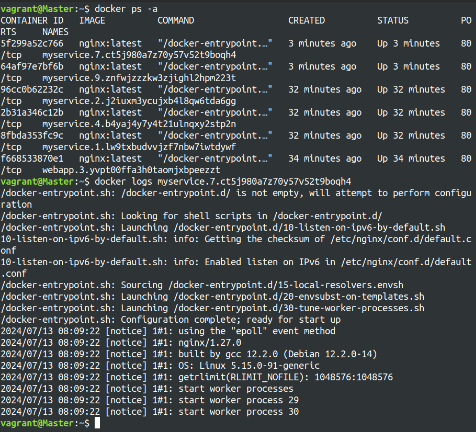 vagrant@Master:~$ docker ps -a
CONTAINER ID   IMAGE          COMMAND                  CREATED          STATUS          PO
RTS     NAMES
5f299a52c766   nginx:latest   "/docker-entrypoint.…"   3 minutes ago    Up 3 minutes    80
/tcp    myservice.7.ct5j980a7z70y57v52t9boqh4
64agf97e7bf6b   nginx:latest   "/docker-entrypoint.…"   3 minutes ago    Up 3 minutes    80
/tcp    myservice.9.znfwjzzzkw3zjighl2hpm223t
96cc0b62232c   nginx:latest   "/docker-entrypoint.…"   32 minutes ago   Up 32 minutes   80
/tcp    myservice.2.j2iuxm3ycujxb4l8qw6tda6gg
2b31a346c12b   nginx:latest   "/docker-entrypoint.…"   32 minutes ago   Up 32 minutes   80
/tcp    myservice.4.b4yaj4y7y4t21ulnqxy2stp2n
8fbda353fc9c   nginx:latest   "/docker-entrypoint.…"   32 minutes ago   Up 32 minutes   80
/tcp    myservice.1.lw9txbudvvjzf7nbw7iwtdywf
f668533870e1   nginx:latest   "/docker-entrypoint.…"   34 minutes ago   Up 34 minutes   80
/tcp    webapp.3.yvpt00ffa3h0taomjxbpeezzt
vagrant@Master:~$ docker logs myservice.7.ct5j980a7z70y57v52t9boqh4
/docker-entrypoint.sh: /docker-entrypoint.d/ is not empty, will attempt to perform configu
ration
/docker-entrypoint.sh: Looking for shell scripts in /docker-entrypoint.d/
/docker-entrypoint.sh: Launching /docker-entrypoint.d/10-listen-on-ipv6-by-default.sh
10-listen-on-ipv6-by-default.sh: info: Getting the checksum of /etc/nginx/conf.d/default.c
onf
10-listen-on-ipv6-by-default.sh: info: Enabled listen on IPv6 in /etc/nginx/conf.d/default
.conf
/docker-entrypoint.sh: Sourcing /docker-entrypoint.d/15-local-resolvers.envsh
/docker-entrypoint.sh: Launching /docker-entrypoint.d/20-envsubst-on-templates.sh
/docker-entrypoint.sh: Launching /docker-entrypoint.d/30-tune-worker-processes.sh
/docker-entrypoint.sh: Configuration complete; ready for start up
2024/07/13 08:09:22 [notice] 1#1: using the "epoll" event method
2024/07/13 08:09:22 [notice] 1#1: nginx/1.27.0
2024/07/13 08:09:22 [notice] 1#1: built by gcc 12.2.0 (Debian 12.2.0-14)
2024/07/13 08:09:22 [notice] 1#1: OS: Linux 5.15.0-91-generic
2024/07/13 08:09:22 [notice] 1#1: getrlimit(RLIMIT_NOFILE): 1048576:1048576
2024/07/13 08:09:22 [notice] 1#1: start worker processes
2024/07/13 08:09:22 [notice] 1#1: start worker process 29
2024/07/13 08:09:22 [notice] 1#1: start worker process 30
vagrant@Master:~$